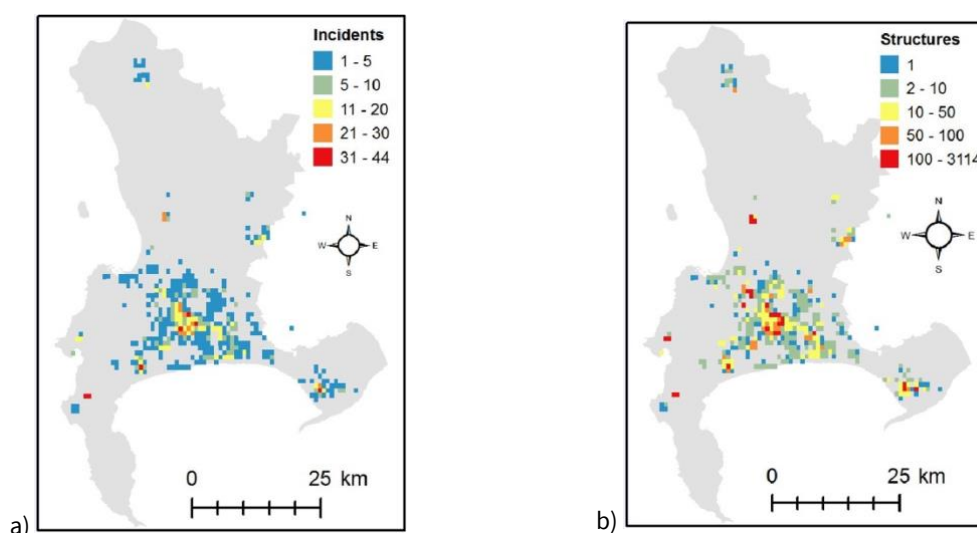 Incidents
1 - 5
5 - 10
11 - 20
21 - 30
31 - 44
N
W E
S
0 25 km
a)
Structures
1
2 - 10
10 - 50
50 - 100
100 - 3114
N
W E
S
0 25 km
b)